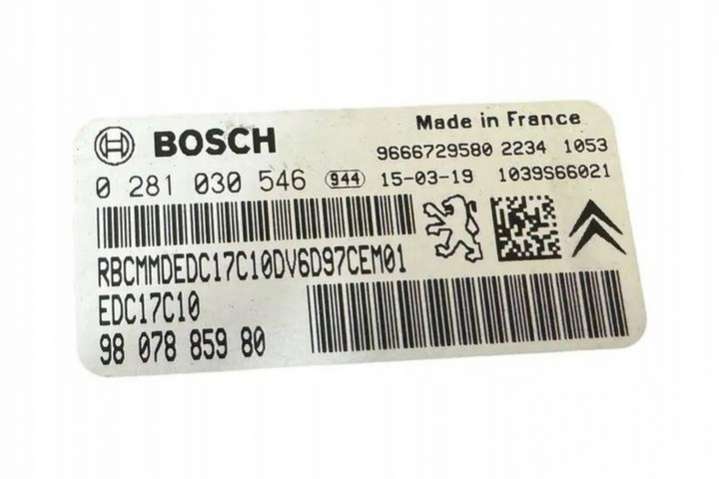 BOSCH
Made in France
9666729580 2234 1053
0 281 030 546 944 15-03-19 1039S66021
RBCMMDEDC17C10DV6D97CEM01
EDC17C10
98 078 859 80